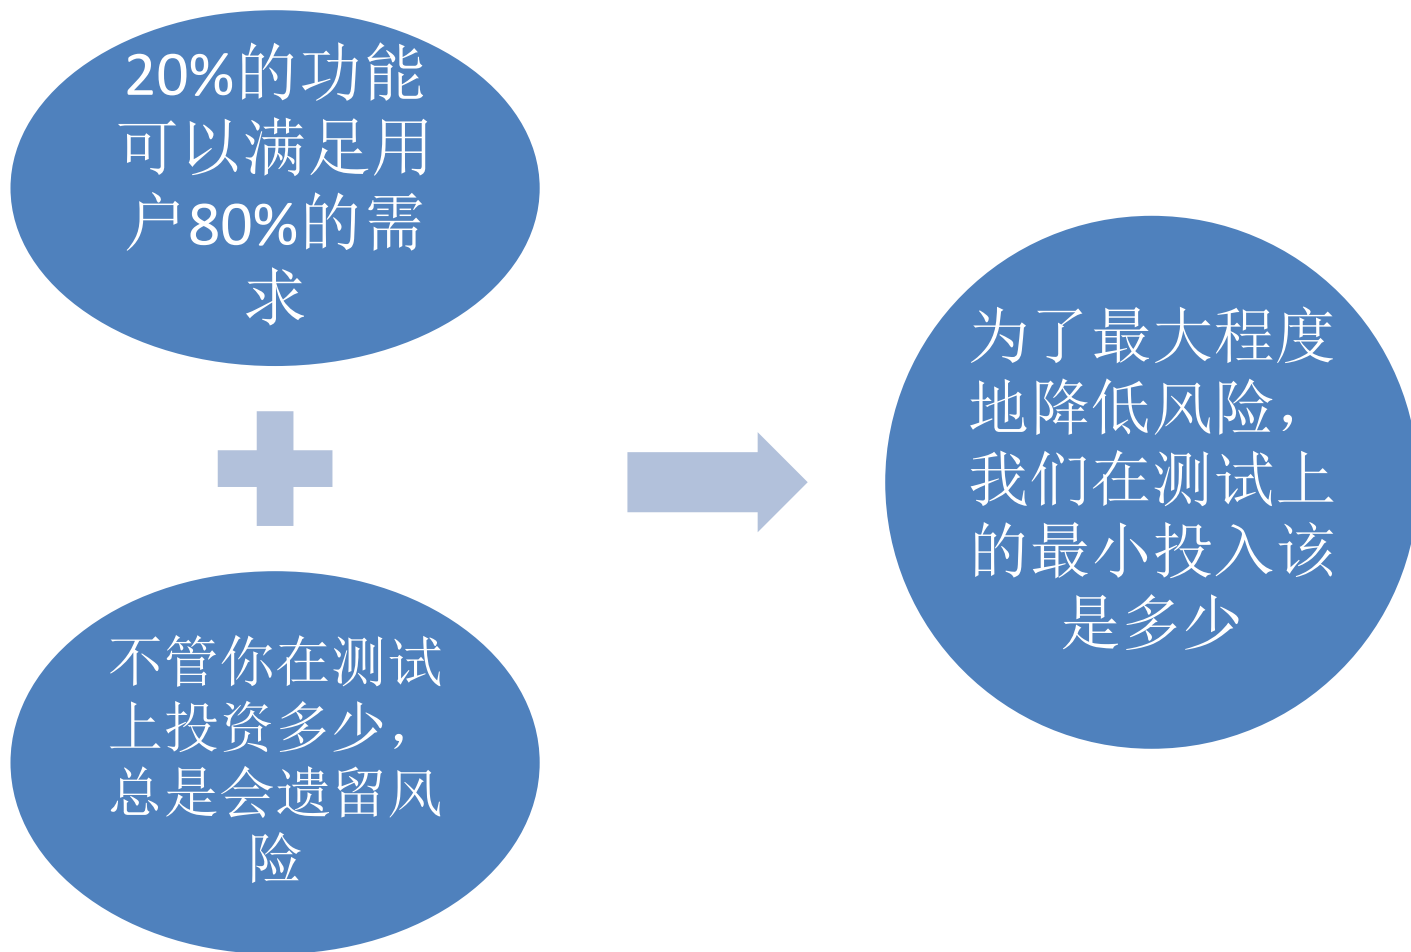 20%的功能
可以满足用
户80%的需
求
不管你在测试
上投资多少，
总是会遗留风
险
为了最大程度
地降低风险，
我们在测试上
的最小投入该
是多少